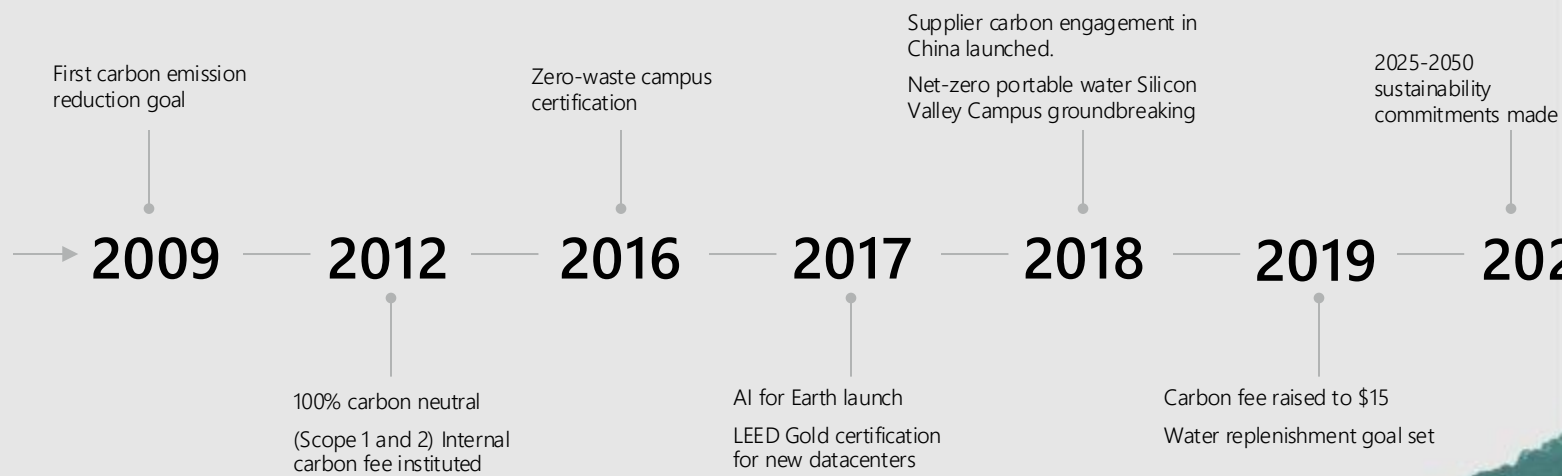 Supplier carbon engagement in
China launched.
Net-zero portable water Silicon
Valley Campus groundbreaking
First carbon emission
reduction goal
Zero-waste campus
certification
2025-2050
sustainability
commitments made
2009
2012
2016
2017
2018
2019
202
100% carbon neutral
(Scope 1 and 2) Internal
carbon fee instituted
AI for Earth launch
LEED Gold certification
for new datacenters
Carbon fee raised to $15
Water replenishment goal set